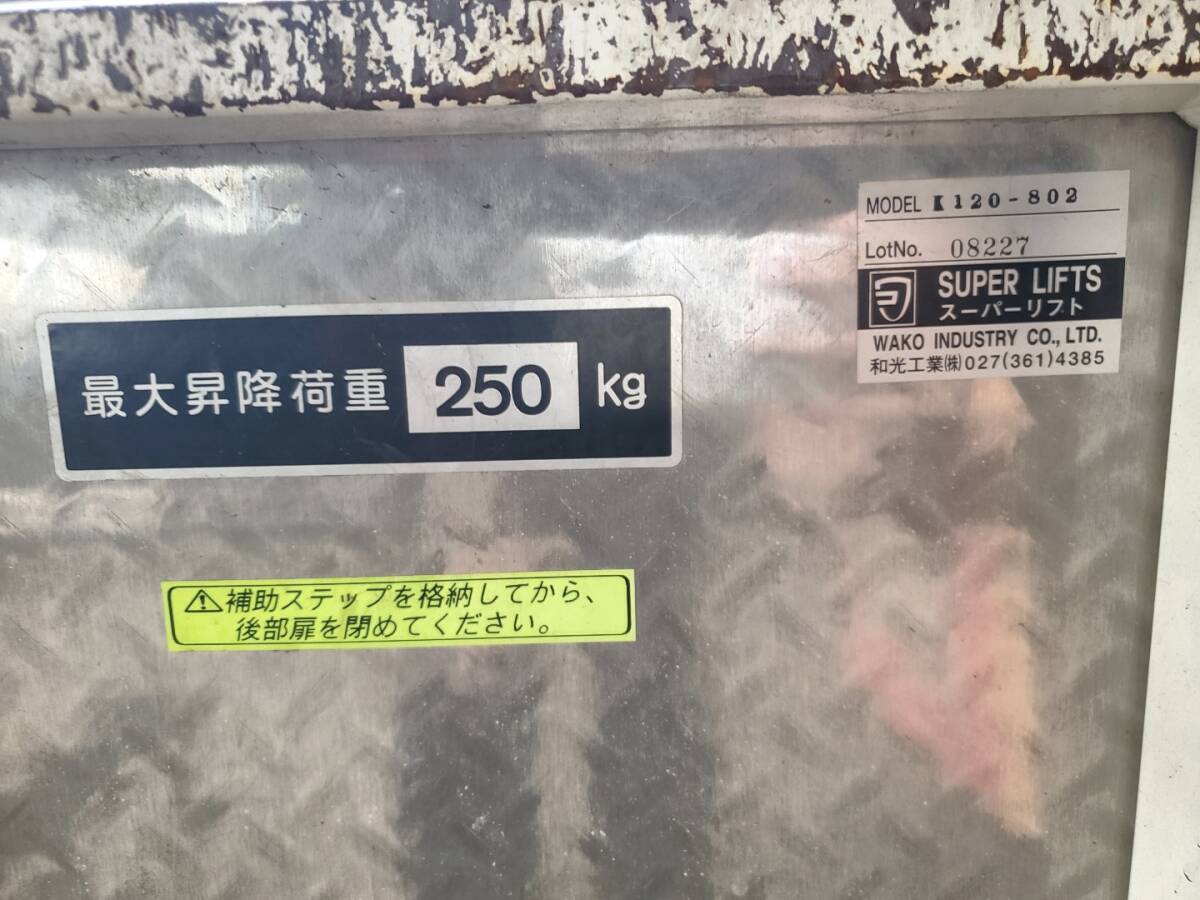 MODEL K120-802
LotNo. 08227
SUPER LIFTS
スーパーリフト
WAKO INDUSTRY CO., LTD.
和光工業㈱027(361)4385
最大昇降荷重 250 kg
⚠補助ステップを格納してから、
後部扉を閉めてください。